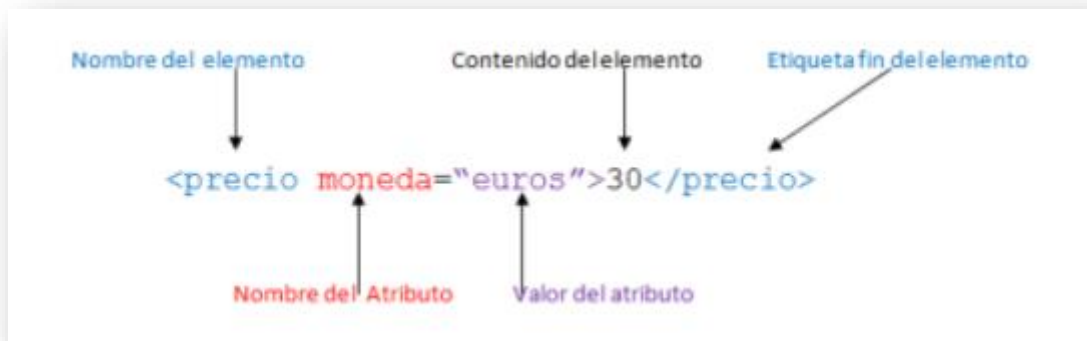 Nombre del elemento Contenido del elemento Etiqueta fin del elemento
<precio moneda=“euros”>30</precio>
Nombre del Atributo Valor del atributo